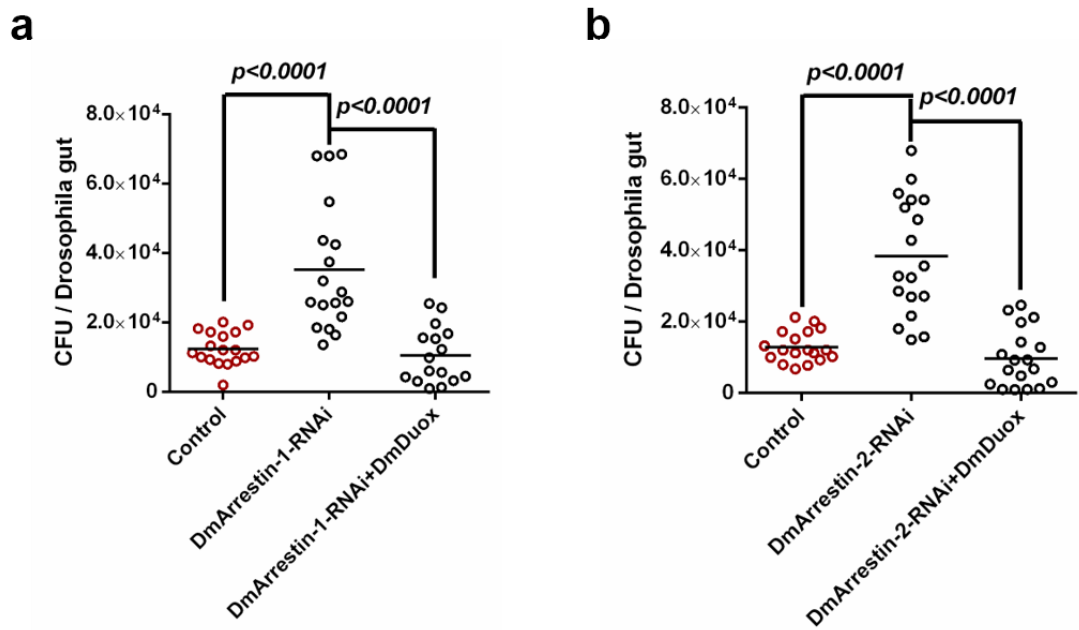 a
p<0.0001
p<0.0001
CFU / Drosophila gut
8.0×10⁴
6.0×10⁴
4.0×10⁴
2.0×10⁴
0
Control
DmArrestin-1-RNAi
DmArrestin-1-RNAi+DmDuox
b
p<0.0001
p<0.0001
CFU / Drosophila gut
8.0×10⁴
6.0×10⁴
4.0×10⁴
2.0×10⁴
0
Control
DmArrestin-2-RNAi
DmArrestin-2-RNAi+DmDuox